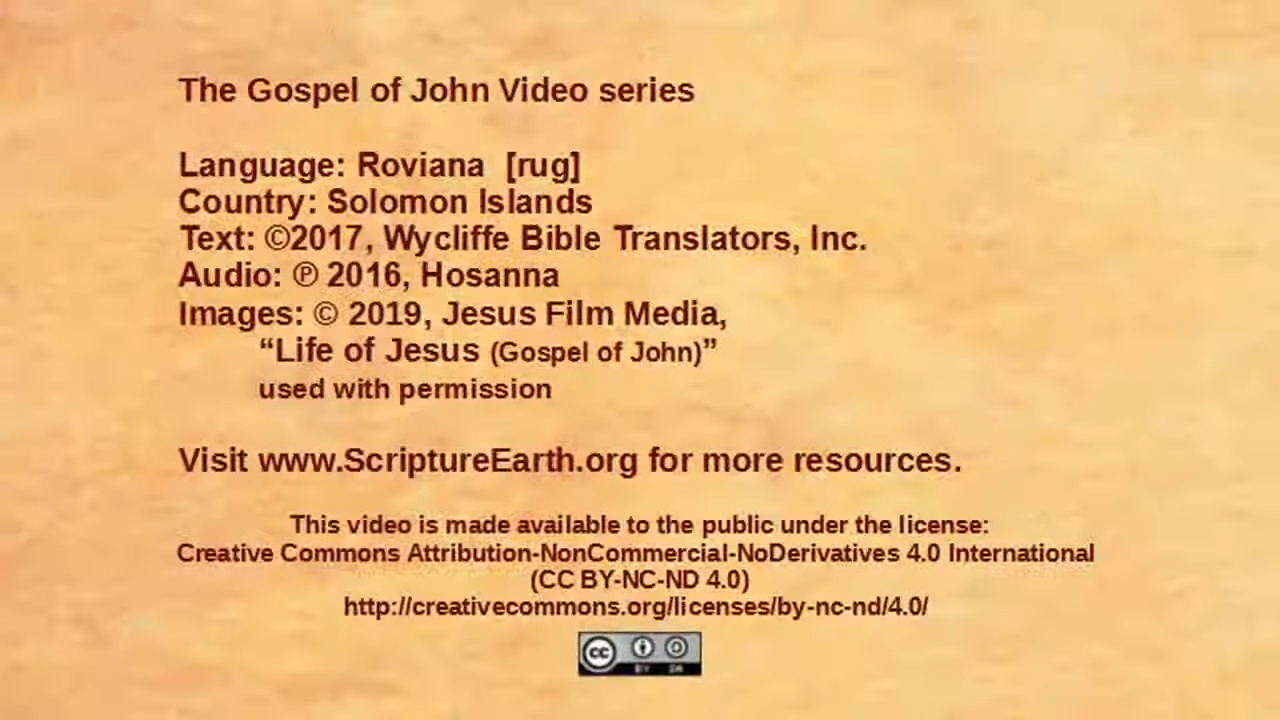 The Gospel of John Video series
Language: Roviana [rug]
Country: Solomon Islands
Text: ©2017, Wycliffe Bible Translators, Inc.
Audio: ℗ 2016, Hosanna
Images: © 2019, Jesus Film Media,
“Life of Jesus (Gospel of John)”
used with permission
Visit www.ScriptureEarth.org for more resources.
This video is made available to the public under the license:
Creative Commons Attribution-NonCommercial-NoDerivatives 4.0 International
(CC BY-NC-ND 4.0)
http://creativecommons.org/licenses/by-nc-nd/4.0/
cc BY SA